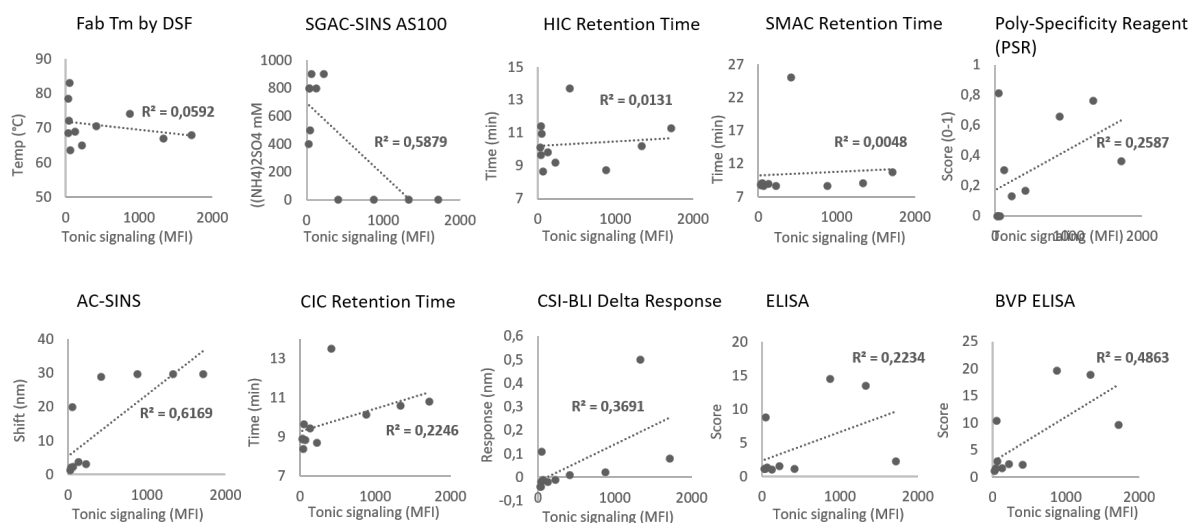 Fab Tm by DSF
90
80
70
60
50
Temp (°C)
R² = 0,0592
0
1000
2000
Tonic signaling (MFI)
SGAC-SINS AS100
1000
800
600
400
200
0
((NH4)2SO4 mM
R² = 0,5879
0
1000
2000
Tonic signaling (MFI)
HIC Retention Time
15
13
11
9
7
Time (min)
R² = 0,0131
0
1000
2000
Tonic signaling (MFI)
SMAC Retention Time
27
22
17
12
7
Time (min)
R² = 0,0048
0
1000
2000
Tonic signaling (MFI)
Poly-Specificity Reagent
(PSR)
1
0,8
0,6
0,4
0,2
0
Score (0-1)
R² = 0,2587
0
1000
2000
Tonic signaling (MFI)
AC-SINS
40
30
20
10
0
Shift (nm)
R² = 0,6169
0
1000
2000
Tonic signaling (MFI)
CIC Retention Time
13
11
9
7
Time (min)
R² = 0,2246
0
1000
2000
Tonic signaling (MFI)
CSI-BLI Delta Response
0,6
0,5
0,4
0,3
0,2
0,1
0
-0,1
Response (nm)
R² = 0,3691
0
1000
2000
Tonic signaling (MFI)
ELISA
25
20
15
10
5
0
Score
R² = 0,2234
0
1000
2000
Tonic signaling (MFI)
BVP ELISA
25
20
15
10
5
0
Score
R² = 0,4863
0
1000
2000
Tonic signaling (MFI)